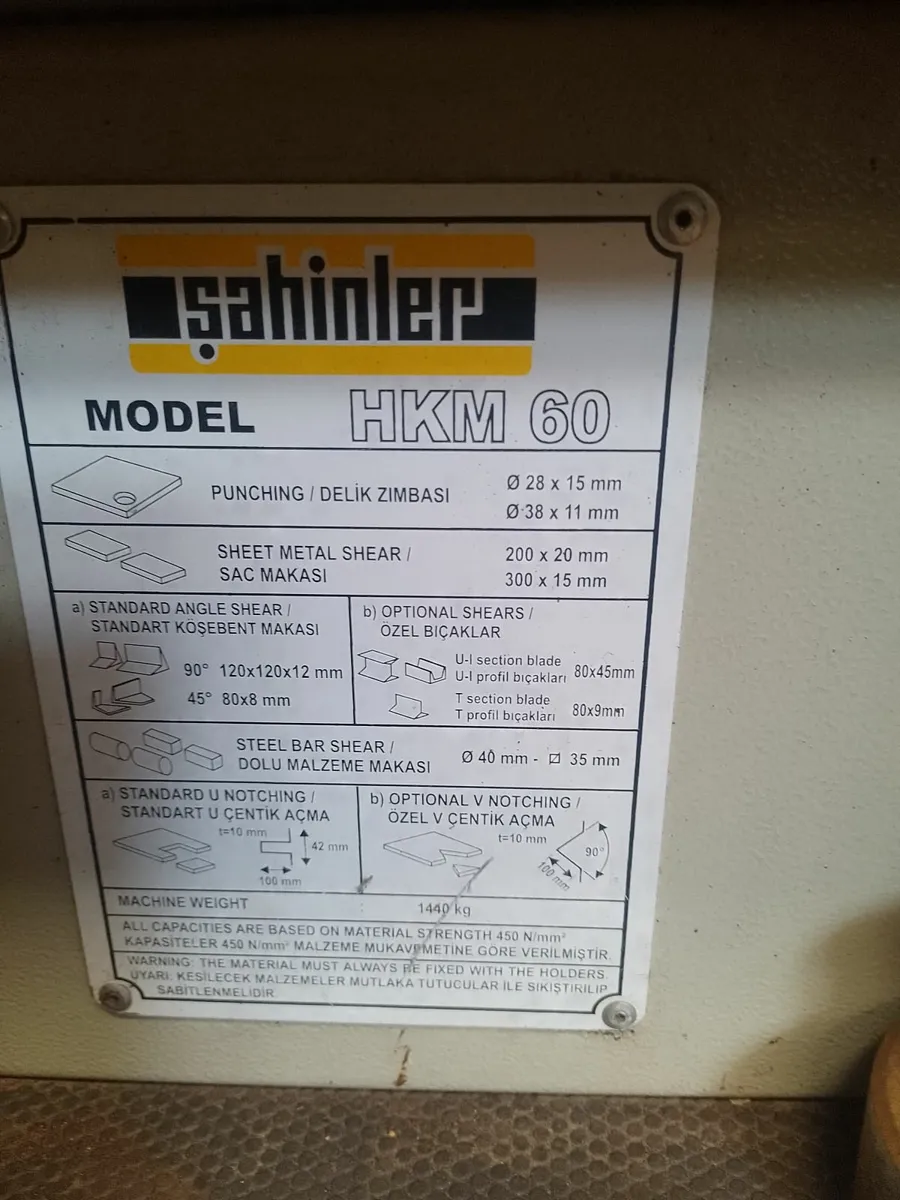 şahinler
MODEL HKM 60
PUNCHING / DELİK ZIMBASI
Ø 28 x 15 mm
Ø 38 x 11 mm
SHEET METAL SHEAR /
SAC MAKASI
200 x 20 mm
300 x 15 mm
a) STANDARD ANGLE SHEAR /
STANDART KÖŞEBENT MAKASI
90° 120x120x12 mm
45° 80x8 mm
b) OPTIONAL SHEARS /
ÖZEL BIÇAKLAR
U-I section blade
U-I profil bıçakları 80x45mm
T section blade
T profil bıçakları 80x9mm
STEEL BAR SHEAR /
DOLU MALZEME MAKASI
Ø 40 mm - ⍁ 35 mm
a) STANDARD U NOTCHING /
STANDART U ÇENTİK AÇMA
t=10 mm
42 mm
100 mm
b) OPTIONAL V NOTCHING /
ÖZEL V ÇENTİK AÇMA
t=10 mm
90°
100 mm
MACHINE WEIGHT : 1440 kg
ALL CAPACITIES ARE BASED ON MATERIAL STRENGTH 450 N/mm²
KAPASİTELER 450 N/mm² MALZEME MUKAVEMETINE GÖRE VERİLMİŞTİR.
WARNING: THE MATERIAL MUST ALWAYS BE FIXED WITH THE HOLDERS.
UYARI: KESİLECEK MALZEMELER MUTLAKA TUTUCULAR İLE SIKIŞTIRILIP
SABİTLENMELİDİR.